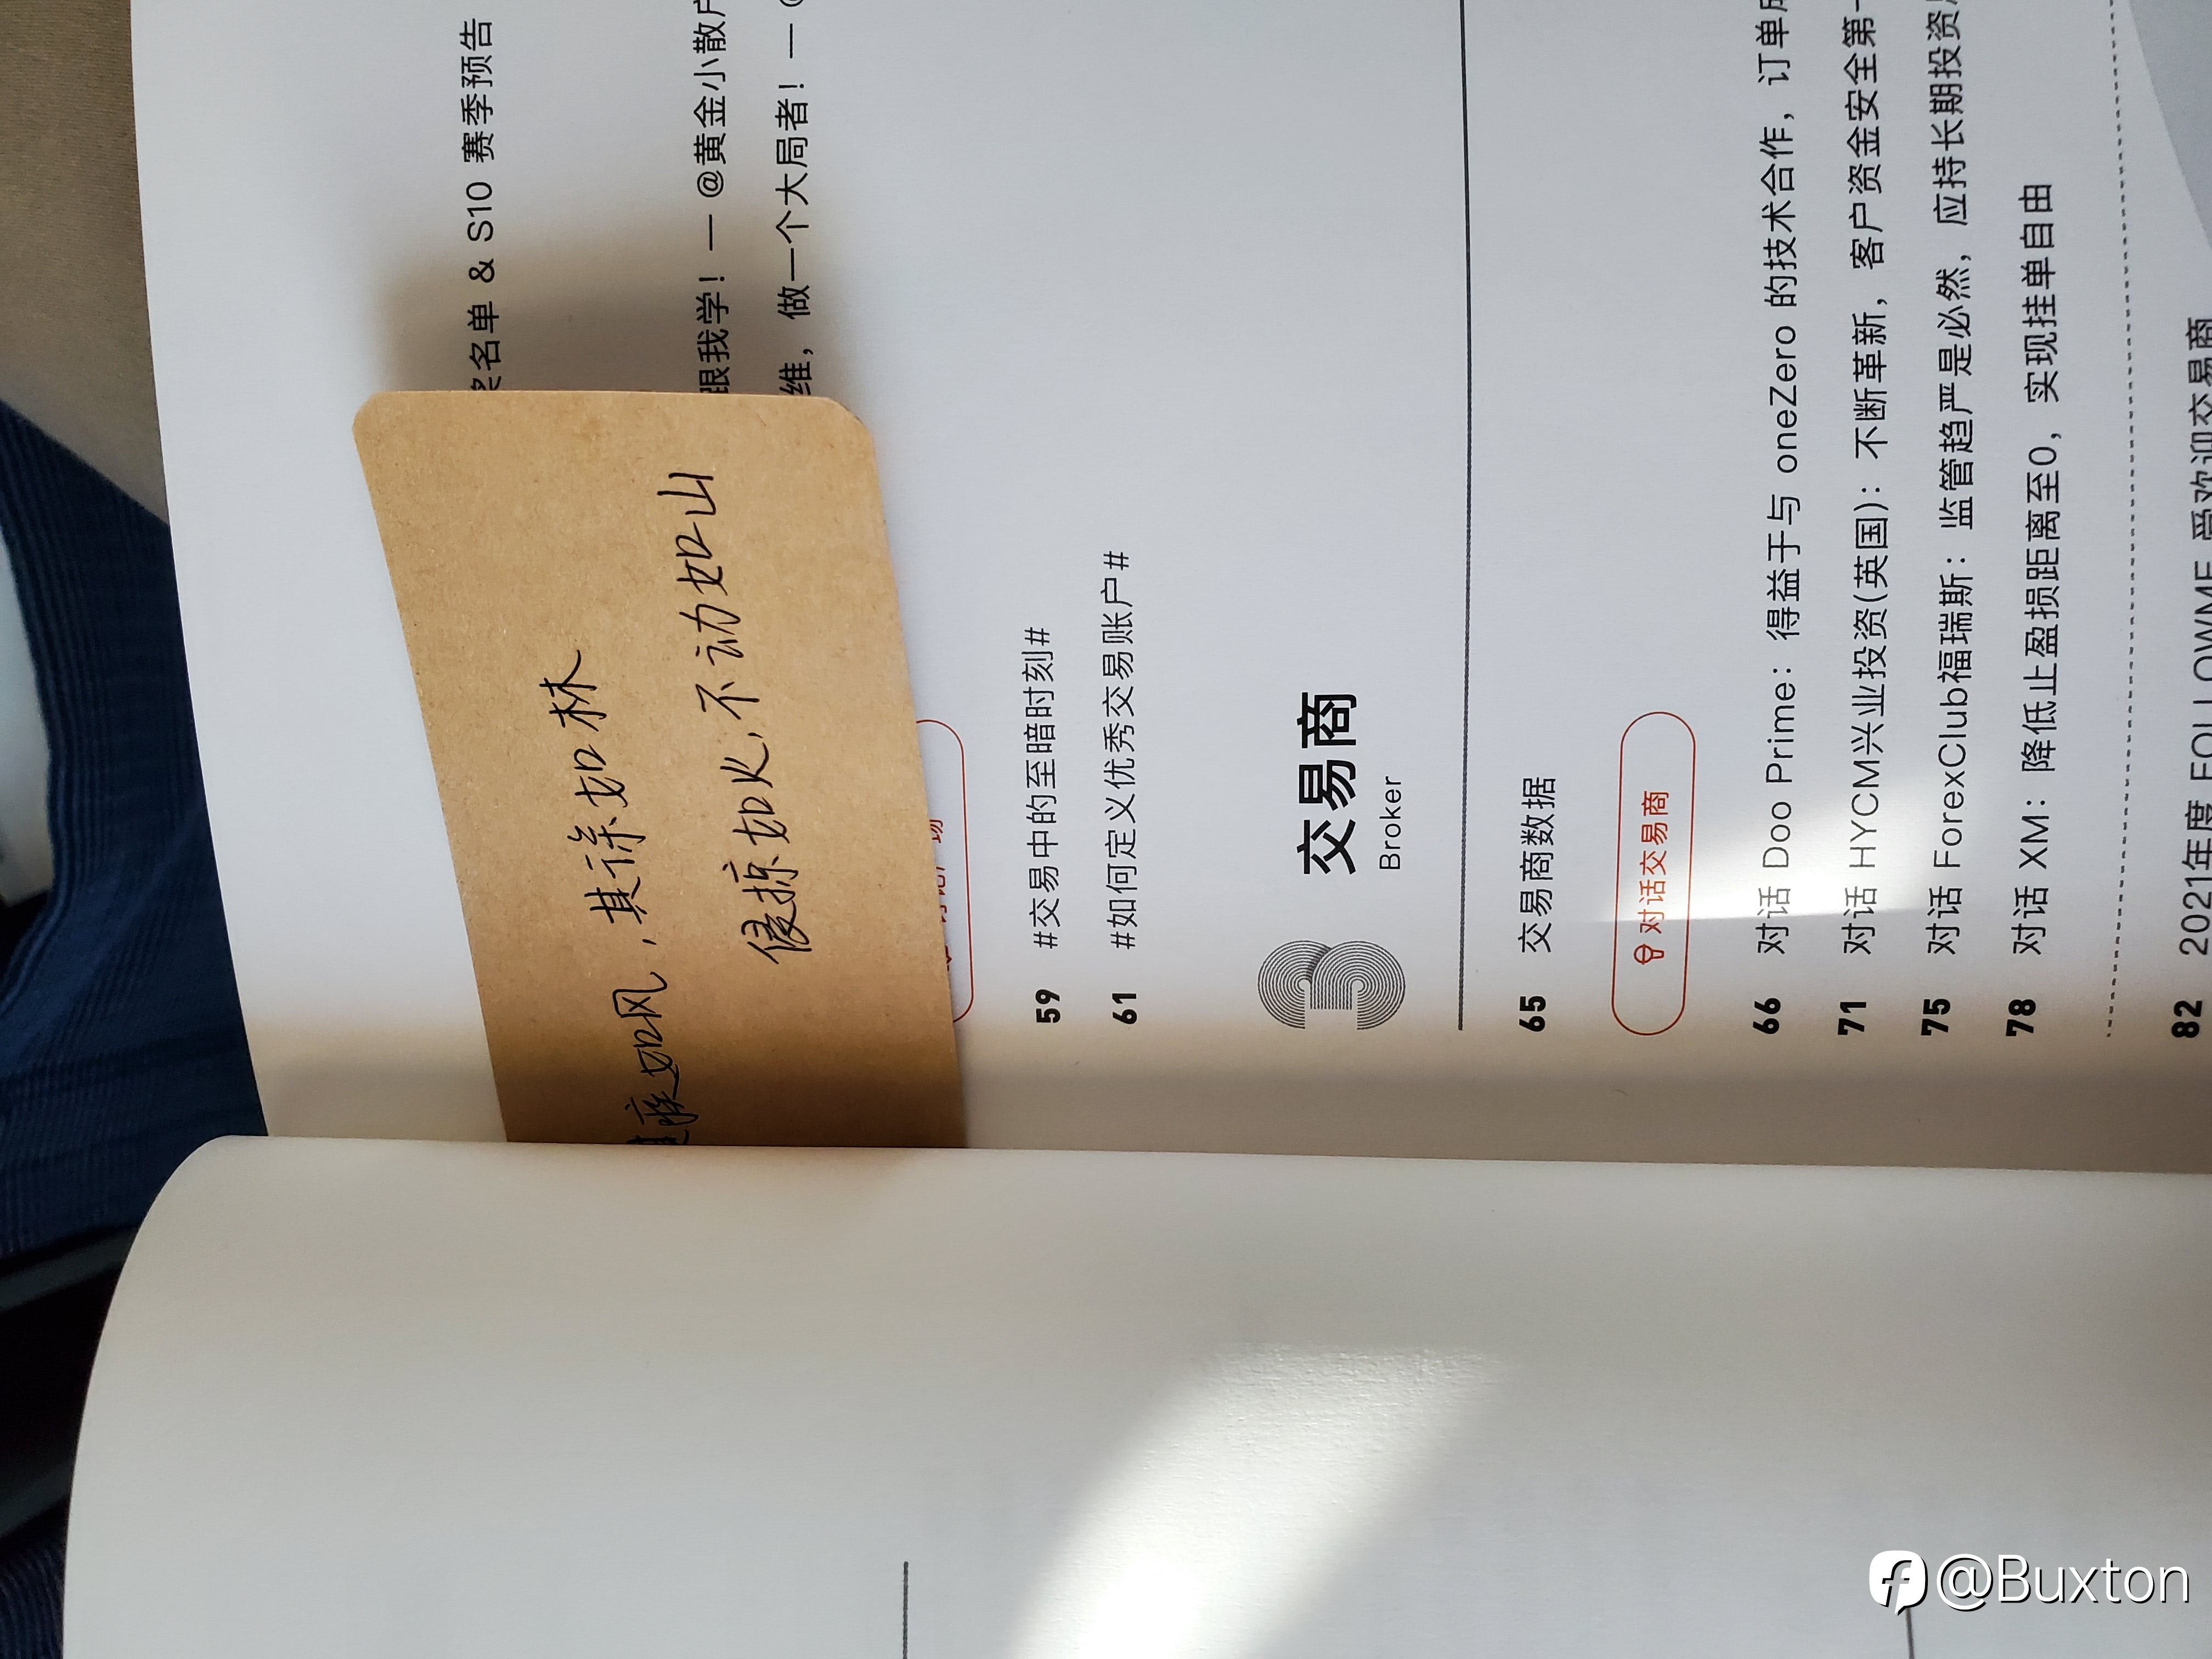 名单 & S10 赛季预告
跟我学！— @黄金小散户
维，做一个大局者！—
其疾如风,其徐如林
侵掠如火,不动如山
59 #交易中的至暗时刻#
61 #如何定义优秀交易账户#
交易商
Broker
65 交易商数据
对话交易商
66 对话 Doo Prime：得益于与 oneZero 的技术合作，订单
71 对话 HYCM兴业投资(英国)：不断革新，客户资金安全第一
75 对话 ForexClub福瑞斯：监管趋严是必然，应持长期投资
78 对话 XM：降低止盈损距离至0，实现挂单自由
82 2021年度 FOLLOWME 受欢迎交易商
@Buxton